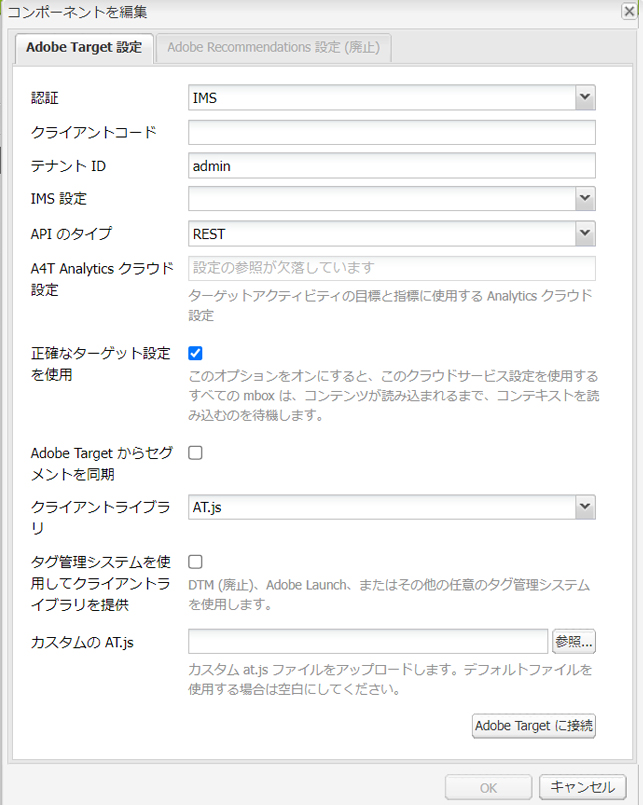 コンポーネントを編集
Adobe Target 設定
Adobe Recommendations 設定 (廃止)
認証
IMS
クライアントコード
テナント ID
admin
IMS 設定
API のタイプ
REST
A4T Analytics クラウド
設定
設定の参照が欠落しています
ターゲットアクティビティの目標と指標に使用する Analytics クラウド
設定
正確なターゲット設定
を使用
このオプションをオンにすると、このクラウドサービス設定を使用する
すべての mbox は、コンテンツが読み込まれるまで、コンテキストを読
み込むのを待機します。
Adobe Target からセグ
メントを同期
クライアントライブラ
リ
AT.js
タグ管理システムを使
用してクライアントラ
イブラリを提供
DTM (廃止)、Adobe Launch、またはその他の任意のタグ管理システム
を使用します。
カスタムの AT.js
参照...
カスタム at.js ファイルをアップロードします。デフォルトファイルを
使用する場合は空白にしてください。
Adobe Target に接続
OK
キャンセル